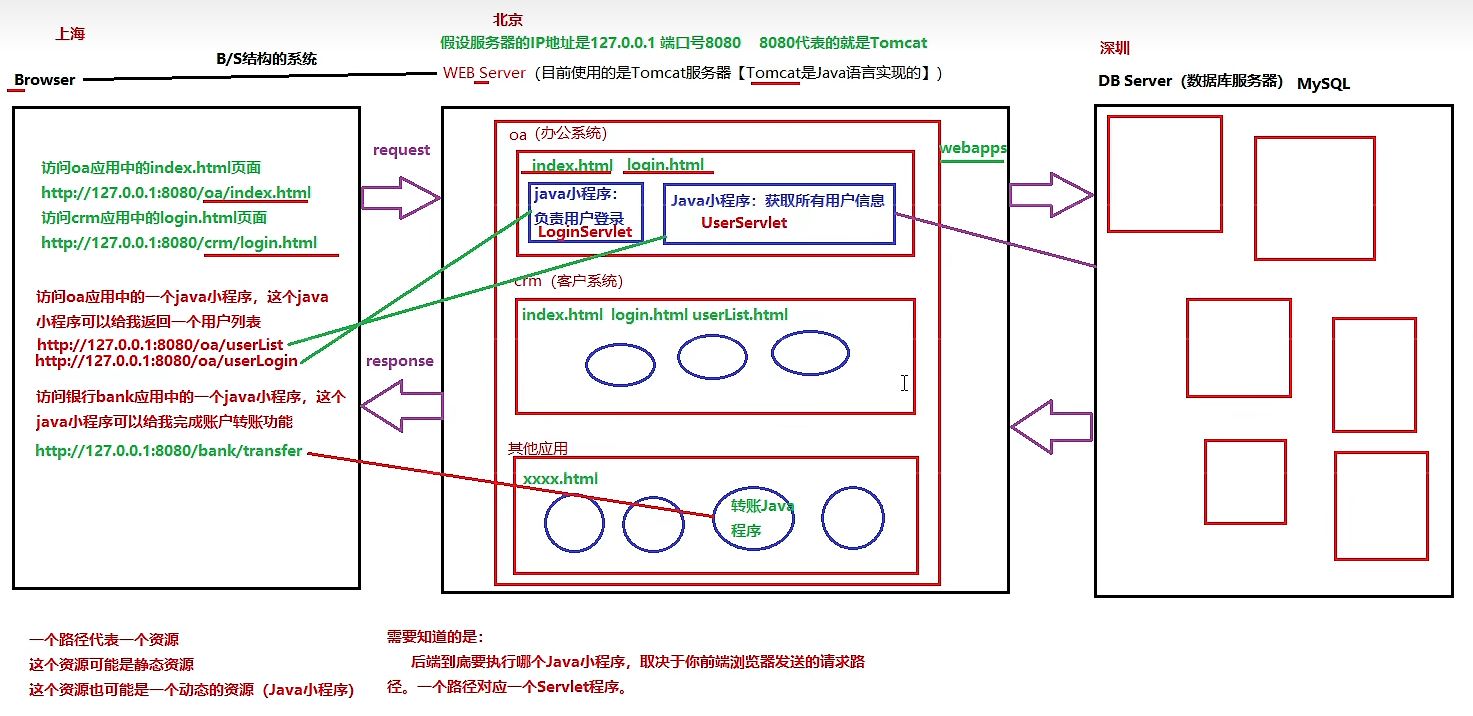 上海
北京
假设服务器的IP地址是127.0.0.1 端口号8080 8080代表的就是Tomcat
深圳
B/S结构的系统
Browser
WEB Server（目前使用的是Tomcat服务器【Tomcat是Java语言实现的】）
DB Server（数据库服务器） MySQL
访问oa应用中的index.html页面
http://127.0.0.1:8080/oa/index.html
访问crm应用中的login.html页面
http://127.0.0.1:8080/crm/login.html
访问oa应用中的一个java小程序，这个java
小程序可以给我返回一个用户列表
http://127.0.0.1:8080/oa/userList
http://127.0.0.1:8080/oa/userLogin
访问银行bank应用中的一个java小程序，这个
java小程序可以给我完成账户转账功能
http://127.0.0.1:8080/bank/transfer
request
response
oa（办公系统）
webapps
index.html login.html
java小程序：
负责用户登录
LoginServlet
Java小程序：获取所有用户信息
UserServlet
crm（客户系统）
index.html login.html userList.html
其他应用
xxxx.html
转账Java
程序
一个路径代表一个资源
这个资源可能是静态资源
这个资源也可能是一个动态的资源（Java小程序）
需要知道的是：
后端到底要执行哪个Java小程序，取决于你前端浏览器发送的请求路
径。一个路径对应一个Servlet程序。